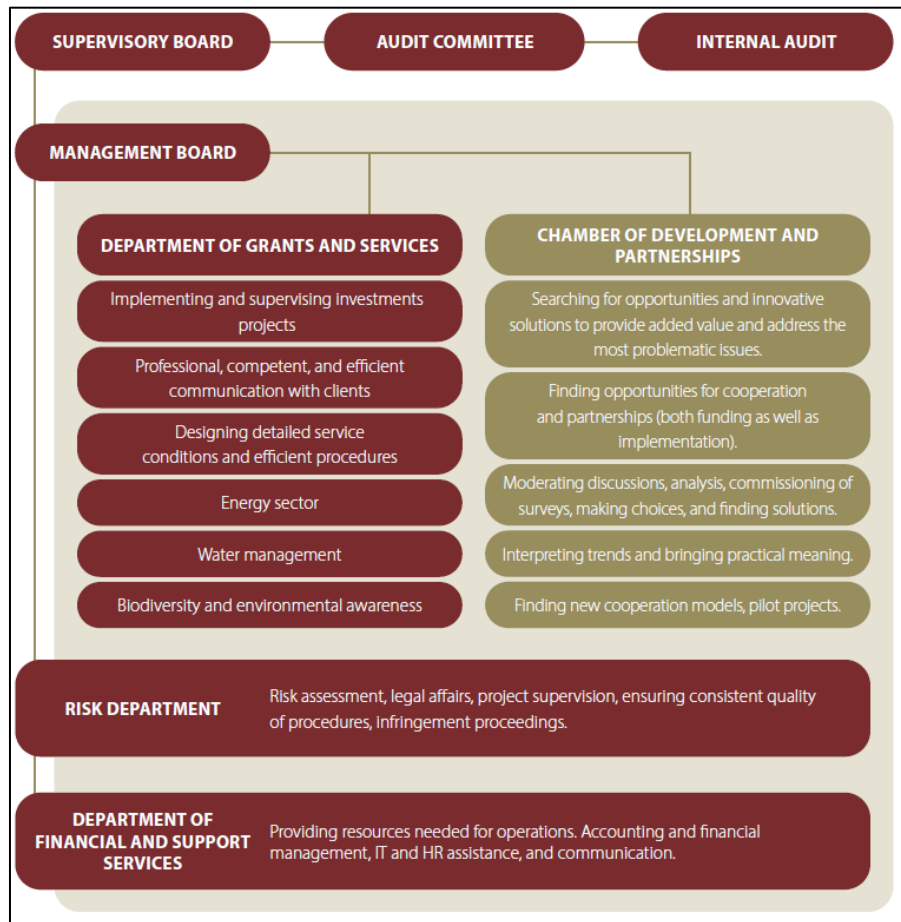 SUPERVISORY BOARD
AUDIT COMMITTEE
INTERNAL AUDIT
MANAGEMENT BOARD
DEPARTMENT OF GRANTS AND SERVICES
Implementing and supervising investments
projects
Professional, competent, and efficient
communication with clients
Designing detailed service
conditions and efficient procedures
Energy sector
Water management
Biodiversity and environmental awareness
CHAMBER OF DEVELOPMENT AND
PARTNERSHIPS
Searching for opportunities and innovative
solutions to provide added value and address the
most problematic issues.
Finding opportunities for cooperation
and partnerships (both funding as well as
implementation).
Moderating discussions, analysis, commissioning of
surveys, making choices, and finding solutions.
Interpreting trends and bringing practical meaning.
Finding new cooperation models, pilot projects.
RISK DEPARTMENT
Risk assessment, legal affairs, project supervision, ensuring consistent quality
of procedures, infringement proceedings.
DEPARTMENT OF
FINANCIAL AND SUPPORT
SERVICES
Providing resources needed for operations. Accounting and financial
management, IT and HR assistance, and communication.